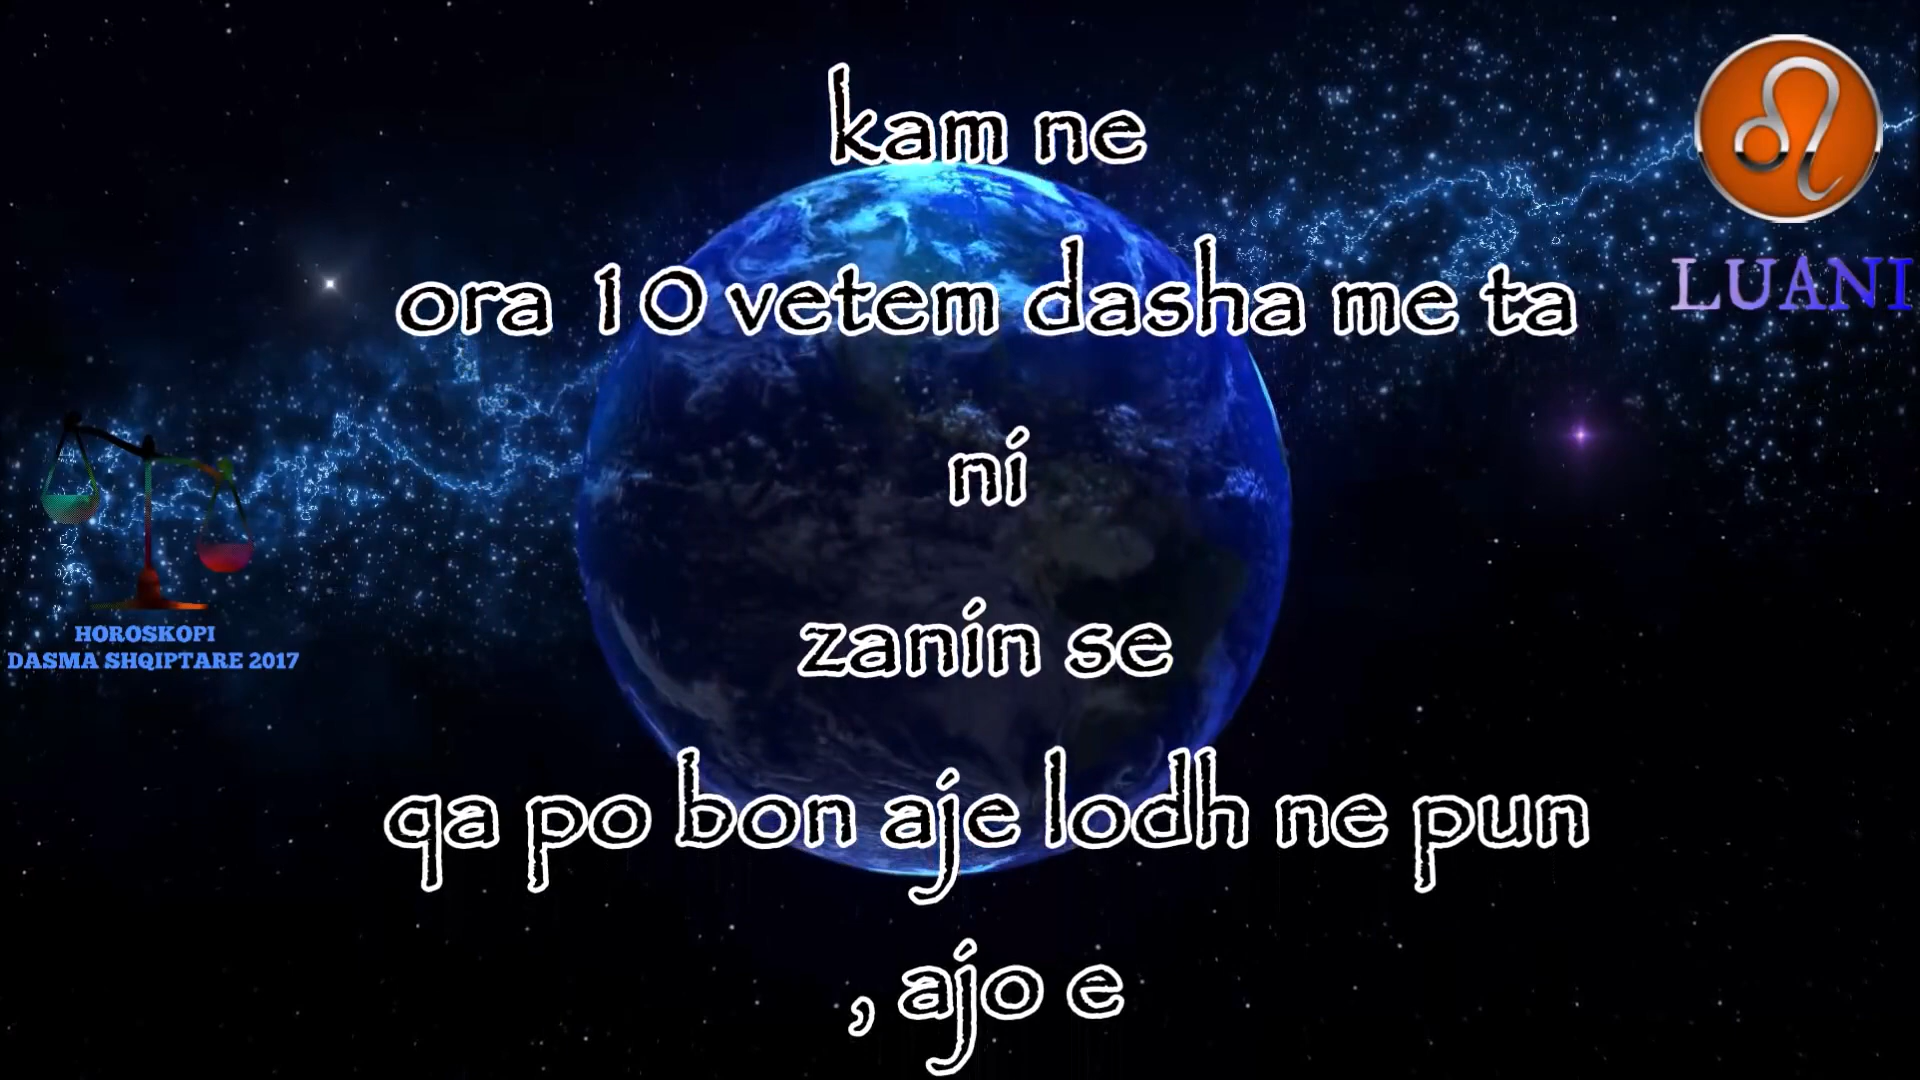 kam ne
ora 10 vetem dasha me ta
ni
zanin se
qa po bon aje lodh ne pun
, ajo e
LUANI
HOROSKOPI
DASMA SHQIPTARE 2017